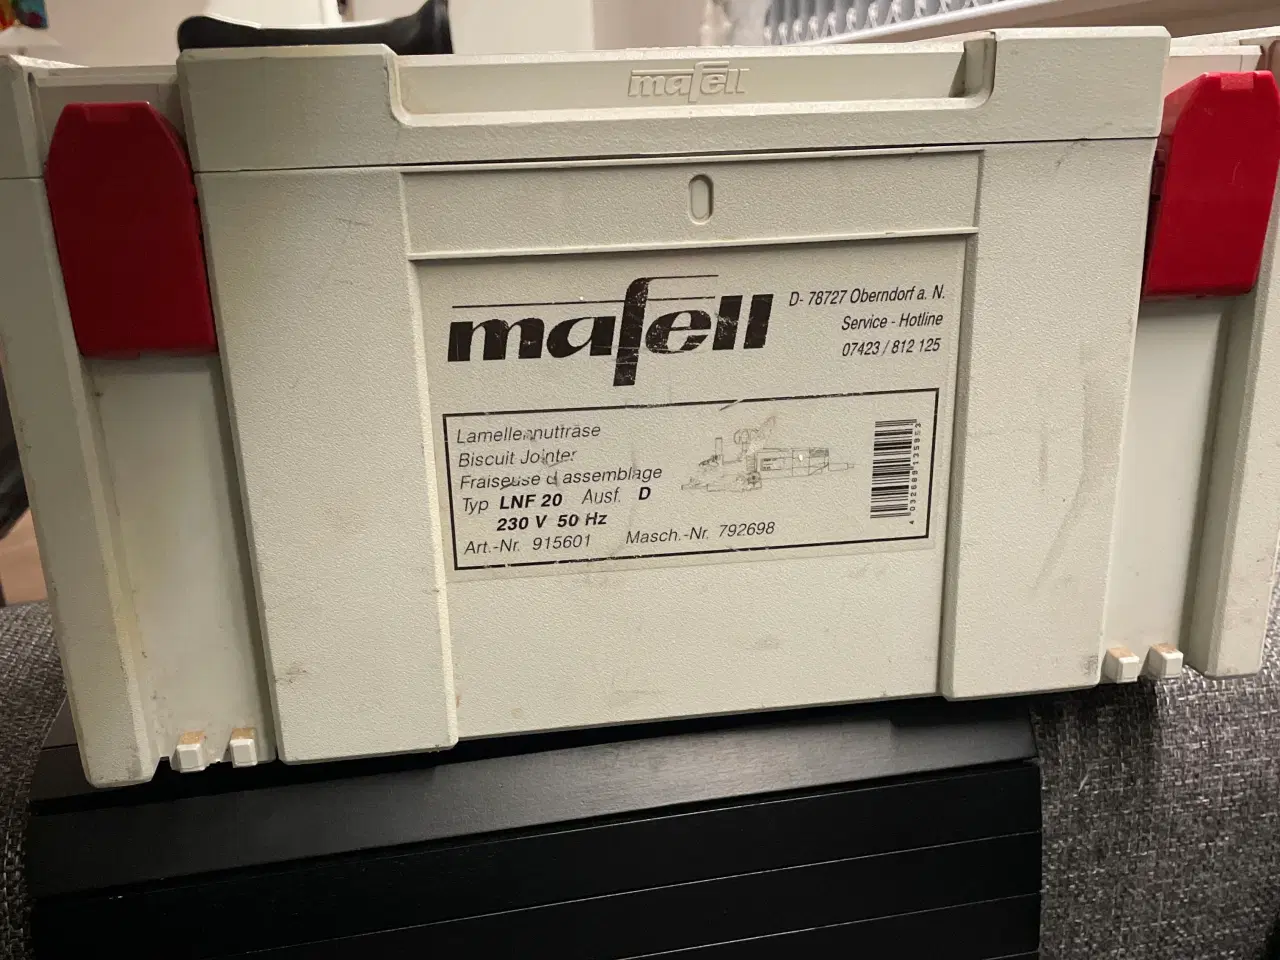 mafell
mafell
D- 78727 Oberndorf a. N.
Service - Hotline
07423 / 812 125
Lamellennutfräse
Biscuit Jointer
Fraiseuse d'assemblage
Typ LNF 20 Ausf. D
230 V 50 Hz
Art.-Nr. 915601 Masch.-Nr. 792698